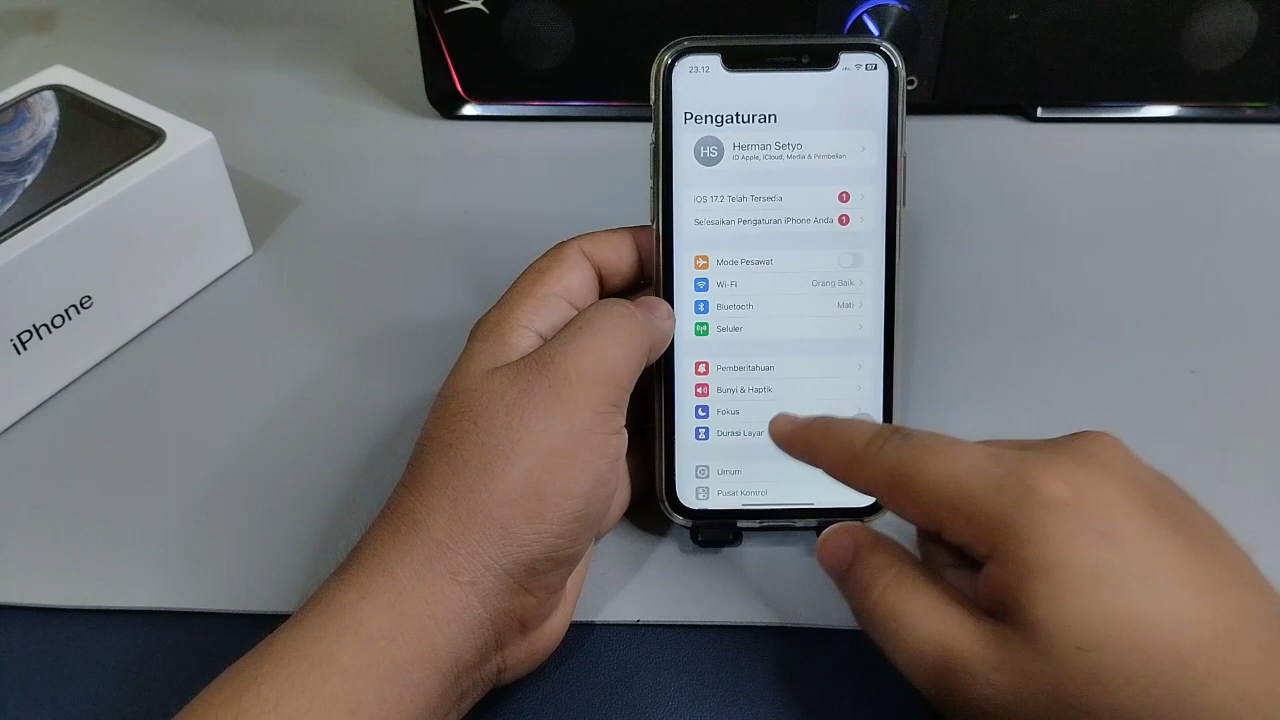 iPhone
23.12
87
Pengaturan
HS
Herman Setyo
ID Apple, iCloud, Media & Pembelian
iOS 17.2 Telah Tersedia 1
Selesaikan Pengaturan iPhone Anda 1
Mode Pesawat
Wi-Fi Orang Baik
Bluetooth Mati
Seluler
Pemberitahuan
Bunyi & Haptik
Fokus
Durasi Layar
Umum
Pusat Kontrol